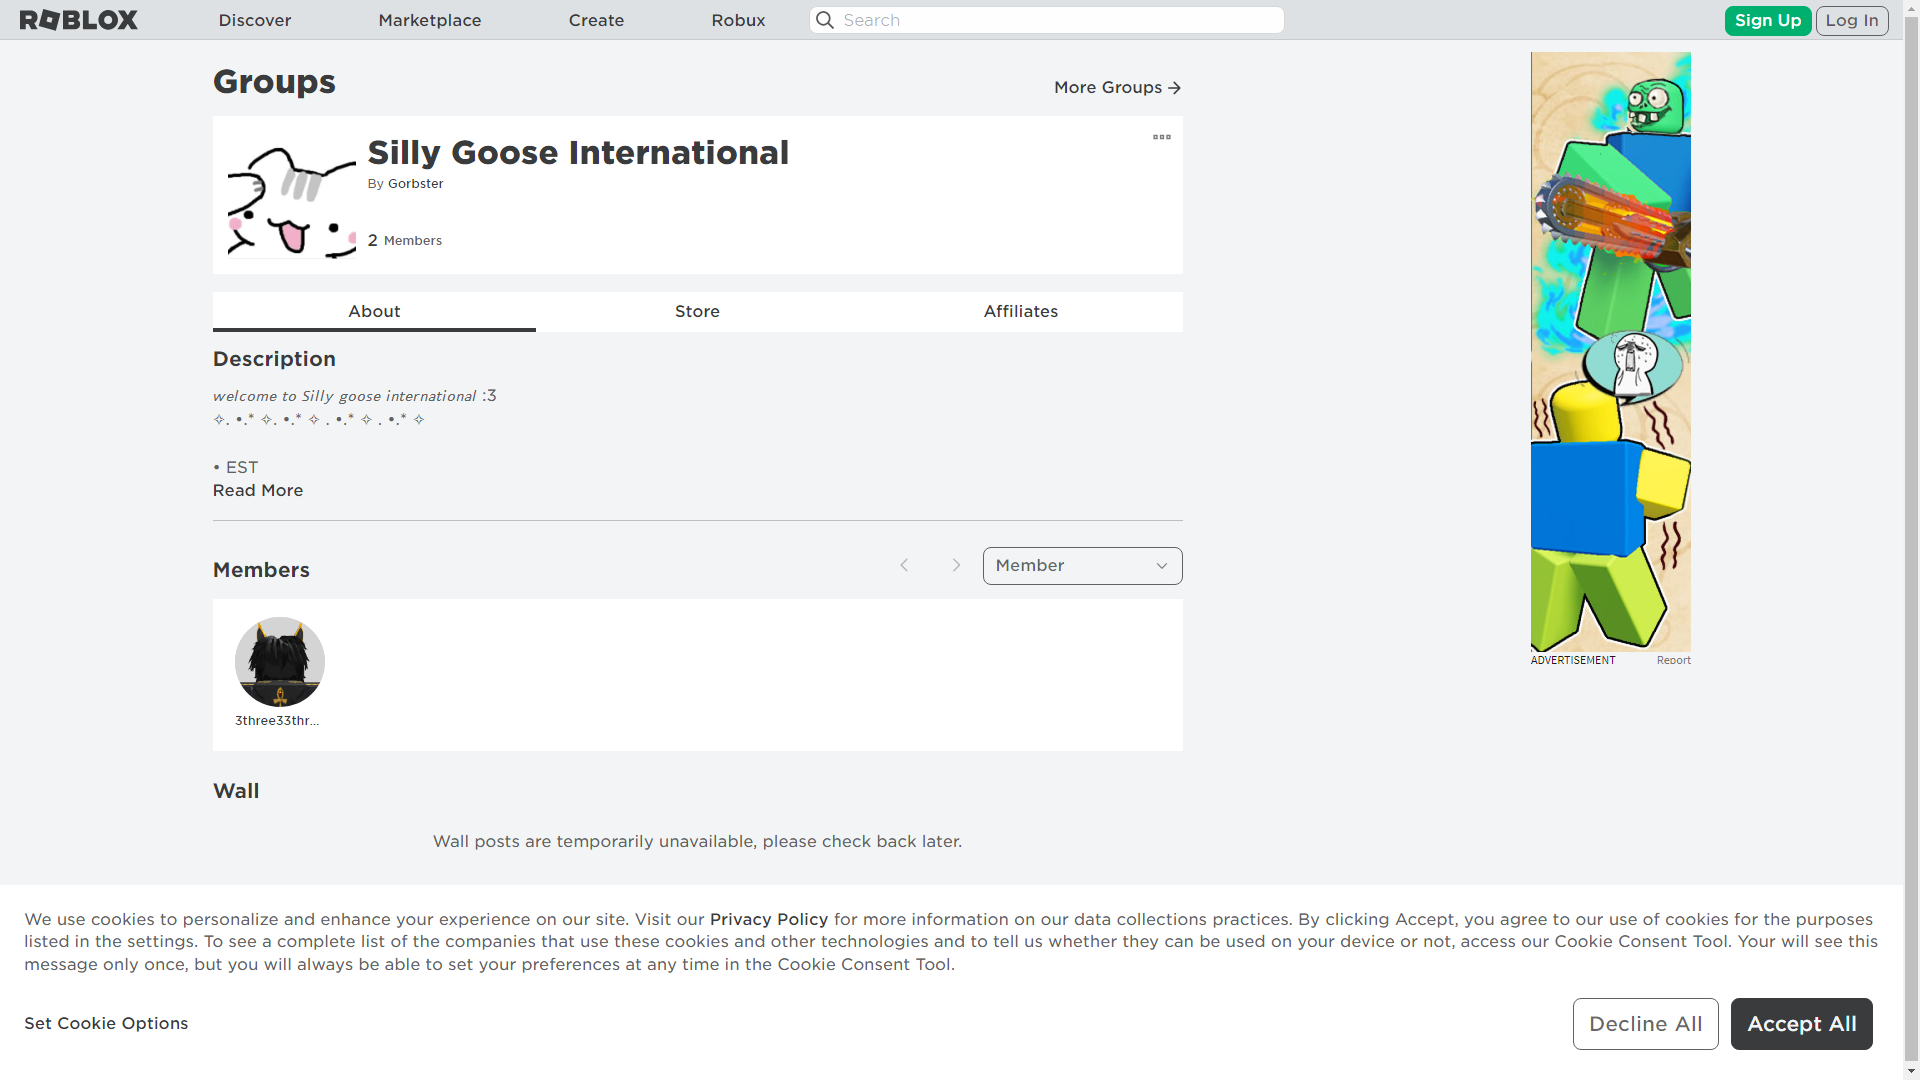 ROBLOX
Discover
Marketplace
Create
Robux
Search
Sign Up
Log In
Groups
More Groups
Silly Goose International
By Gorbster
2 Members
About
Store
Affiliates
Description
welcome to Silly goose international :3
✧. •.* ✧. •.* ✧ . •.* ✧ . •.* ✧
• EST
Read More
Members
Member
3three33thr...
Wall
Wall posts are temporarily unavailable, please check back later.
ADVERTISEMENT
Report
We use cookies to personalize and enhance your experience on our site. Visit our Privacy Policy for more information on our data collections practices. By clicking Accept, you agree to our use of cookies for the purposes
listed in the settings. To see a complete list of the companies that use these cookies and other technologies and to tell us whether they can be used on your device or not, access our Cookie Consent Tool. Your will see this
message only once, but you will always be able to set your preferences at any time in the Cookie Consent Tool.
Set Cookie Options
Decline All
Accept All